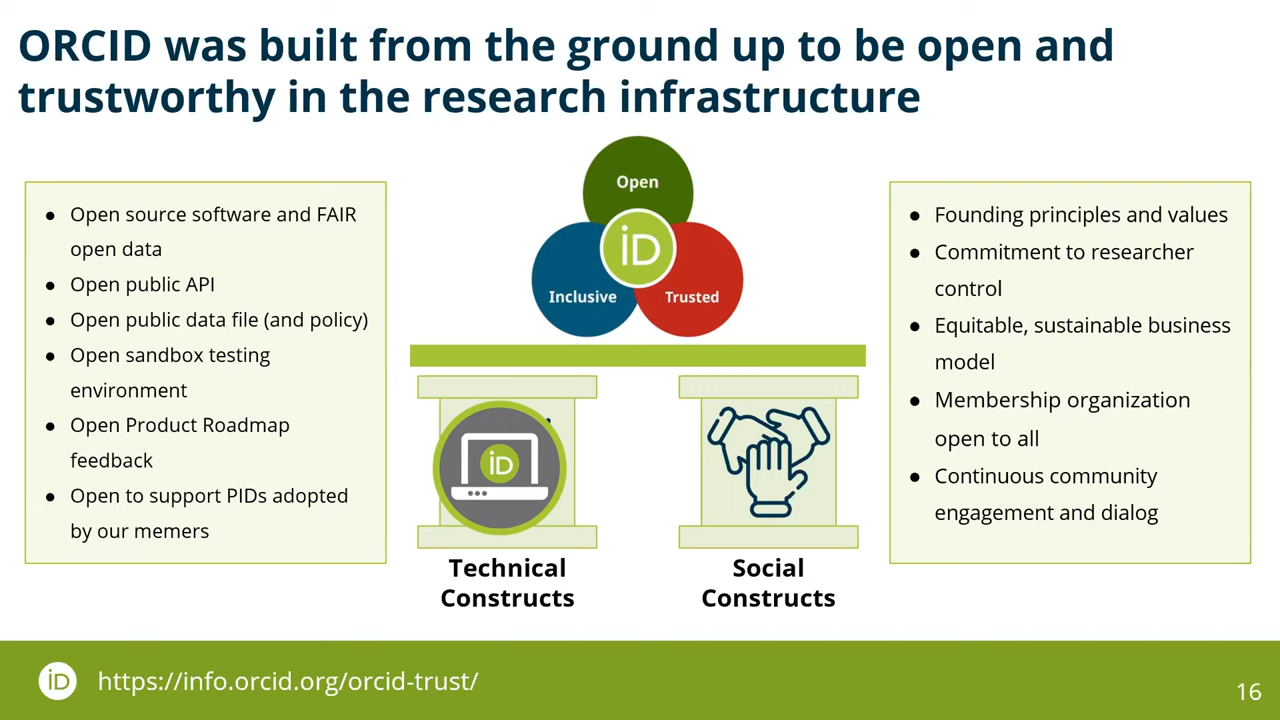 ORCID was built from the ground up to be open and
trustworthy in the research infrastructure
● Open source software and FAIR
open data
● Open public API
● Open public data file (and policy)
● Open sandbox testing
environment
● Open Product Roadmap
feedback
● Open to support PIDs adopted
by our memers
Open
iD
Inclusive
Trusted
iD
Technical
Constructs
Social
Constructs
● Founding principles and values
● Commitment to researcher
control
● Equitable, sustainable business
model
● Membership organization
open to all
● Continuous community
engagement and dialog
iD
https://info.orcid.org/orcid-trust/
16